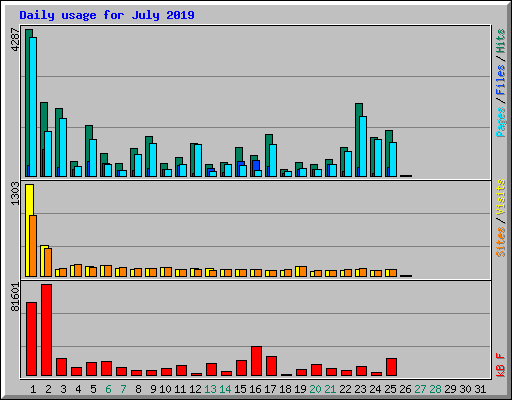 Daily usage for July 2019
4287
Pages / Files / Hits
1303
Sites / Visits
81601
kB F
1 2 3 4 5 6 7 8 9 10 11 12 13 14 15 16 17 18 19 20 21 22 23 24 25 26 27 28 29 30 31